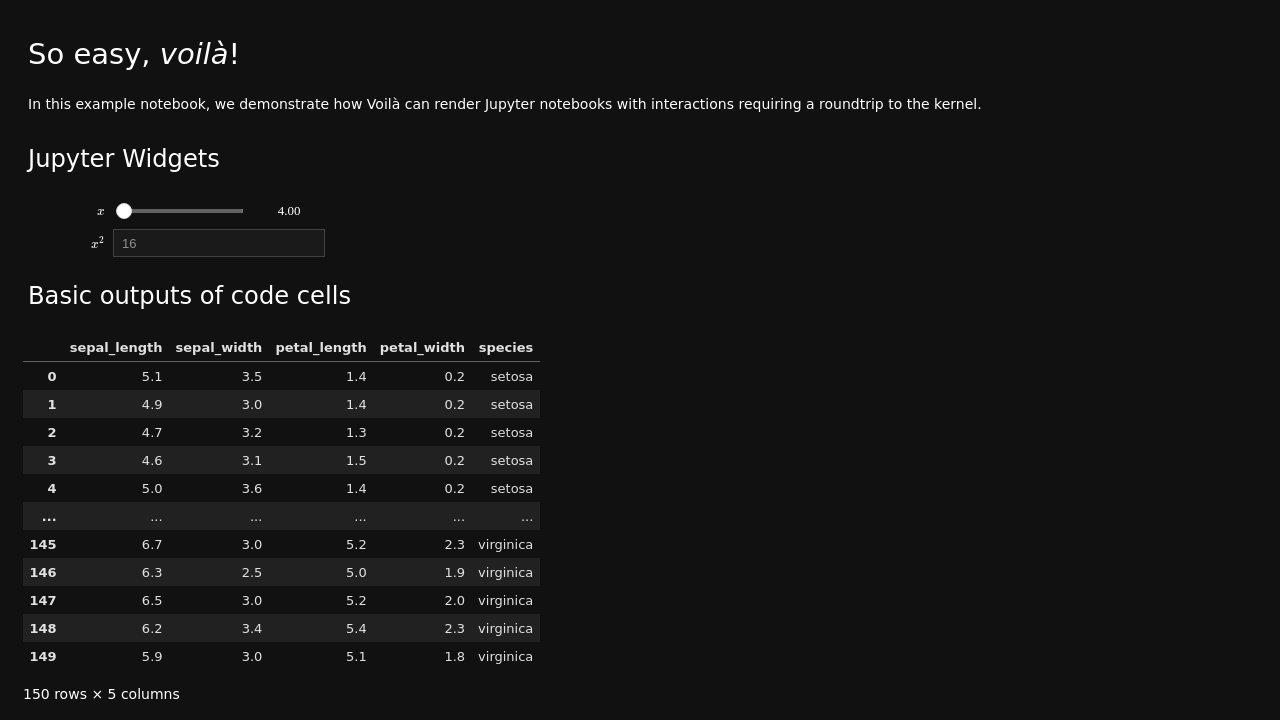 So easy, voilà!
In this example notebook, we demonstrate how Voilà can render Jupyter notebooks with interactions requiring a roundtrip to the kernel.
Jupyter Widgets
x 4.00
x² 16
Basic outputs of code cells
sepal_length sepal_width petal_length petal_width species
0 5.1 3.5 1.4 0.2 setosa
1 4.9 3.0 1.4 0.2 setosa
2 4.7 3.2 1.3 0.2 setosa
3 4.6 3.1 1.5 0.2 setosa
4 5.0 3.6 1.4 0.2 setosa
... ... ... ... ... ...
145 6.7 3.0 5.2 2.3 virginica
146 6.3 2.5 5.0 1.9 virginica
147 6.5 3.0 5.2 2.0 virginica
148 6.2 3.4 5.4 2.3 virginica
149 5.9 3.0 5.1 1.8 virginica
150 rows × 5 columns